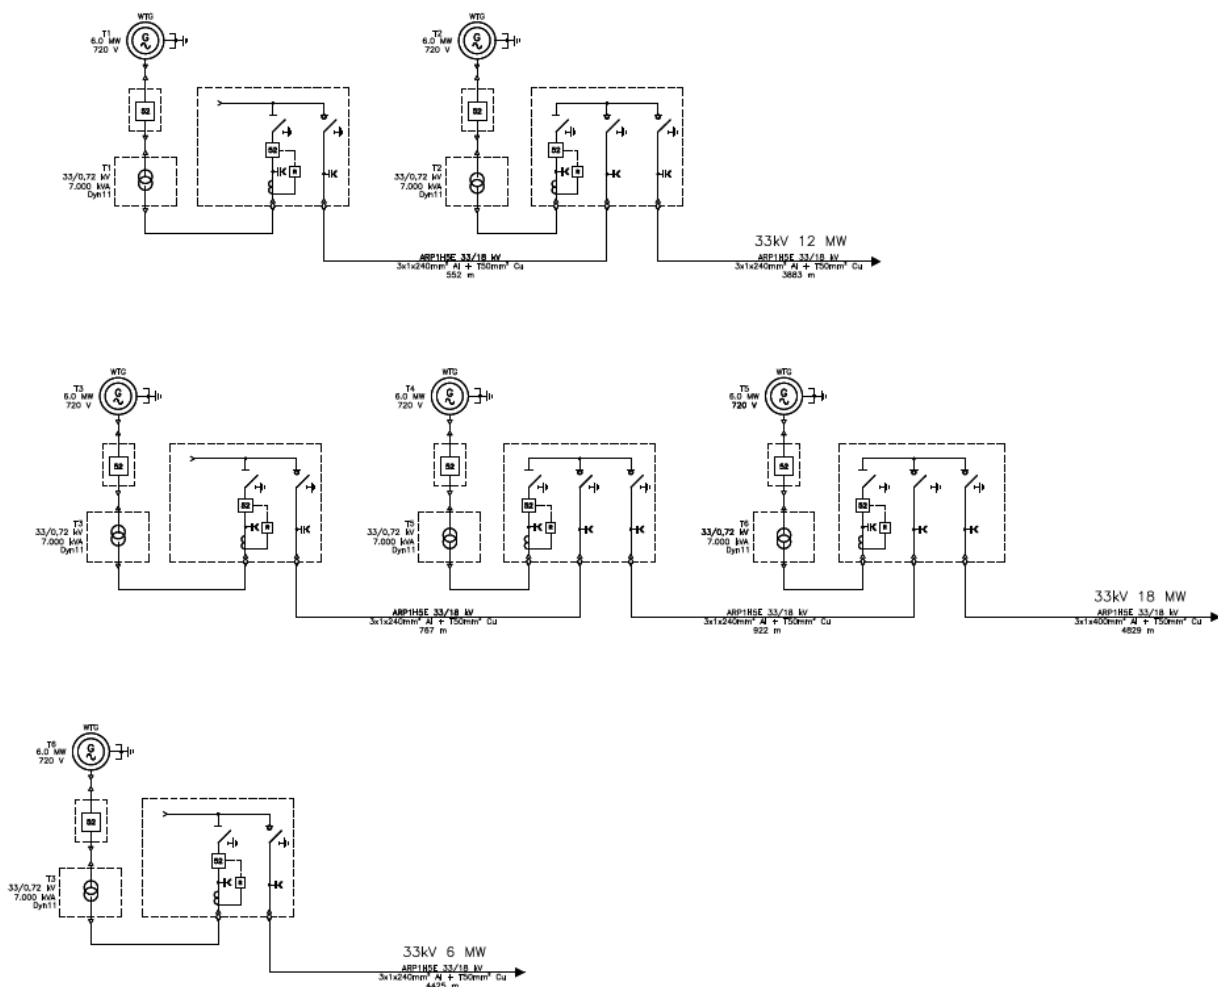 WTG
T1
6.0 MW
720 V
G
52
T1
33/0,72 kV
7.000 kVA
Dyn11
52
WTG
T2
6.0 MW
720 V
G
52
T2
33/0,72 kV
7.000 kVA
Dyn11
52
ARP1H5E 33/18 kV
3x1x240mm² Al + T50mm² Cu
552 m
33kV 12 MW
ARP1H5E 33/18 kV
3x1x240mm² Al + T50mm² Cu
3883 m
WTG
T3
6.0 MW
720 V
G
52
T3
33/0,72 kV
7.000 kVA
Dyn11
52
WTG
T4
6.0 MW
720 V
G
52
T5
33/0,72 kV
7.000 kVA
Dyn11
52
WTG
T5
6.0 MW
720 V
G
52
T6
33/0,72 kV
7.000 kVA
Dyn11
52
ARP1H5E 33/18 kV
3x1x240mm² Al + T50mm² Cu
767 m
ARP1H5E 33/18 kV
3x1x240mm² Al + T50mm² Cu
922 m
33kV 18 MW
ARP1H5E 33/18 kV
3x1x400mm² Al + T50mm² Cu
4829 m
WTG
T6
6.0 MW
720 V
G
52
T3
33/0,72 kV
7.000 kVA
Dyn11
52
33kV 6 MW
ARP1H5E 33/18 kV
3x1x240mm² Al + T50mm² Cu
4425 m